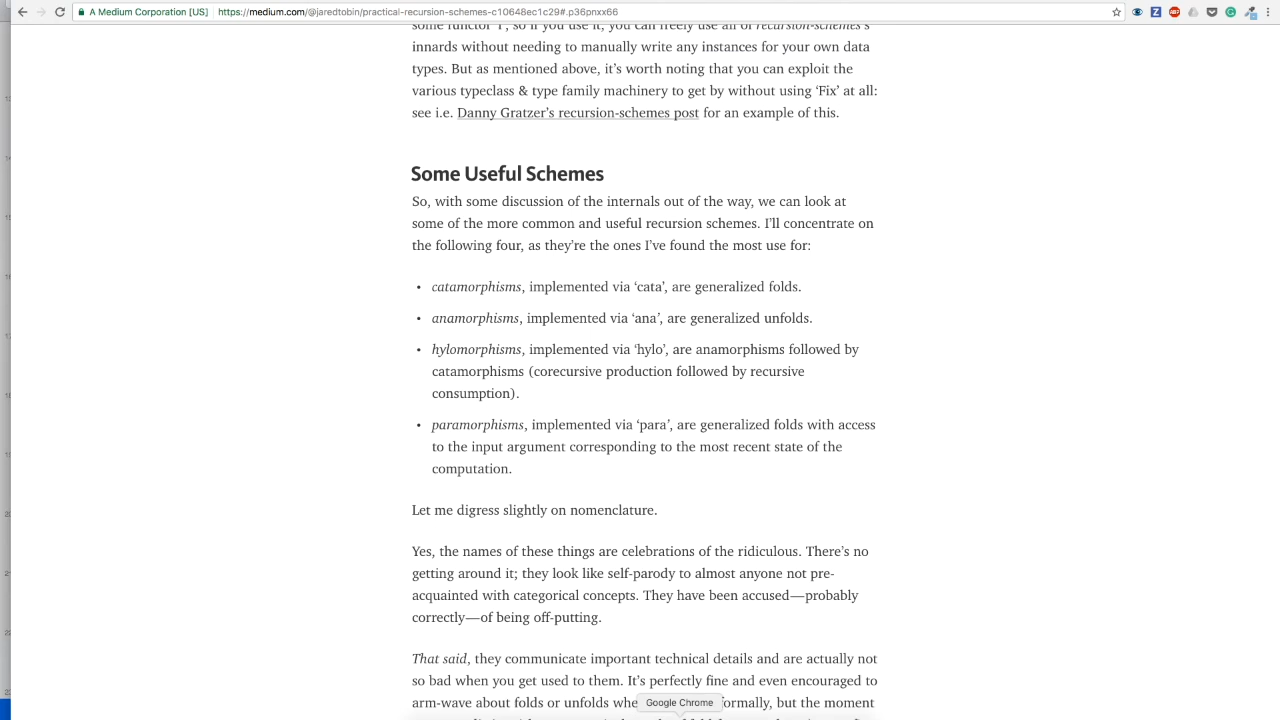 A Medium Corporation [US] https://medium.com/@jaredtobin/practical-recursion-schemes-c10648ec1c29#.p36pnxx66
some functor 'f', so if you use it, you can freely use all of recursion-schemes's
innards without needing to manually write any instances for your own data
types. But as mentioned above, it’s worth noting that you can exploit the
various typeclass & type family machinery to get by without using ‘Fix’ at all:
see i.e. Danny Gratzer’s recursion-schemes post for an example of this.
Some Useful Schemes
So, with some discussion of the internals out of the way, we can look at
some of the more common and useful recursion schemes. I’ll concentrate on
the following four, as they’re the ones I’ve found the most use for:
• catamorphisms, implemented via ‘cata’, are generalized folds.
• anamorphisms, implemented via ‘ana’, are generalized unfolds.
• hylomorphisms, implemented via ‘hylo’, are anamorphisms followed by
catamorphisms (corecursive production followed by recursive
consumption).
• paramorphisms, implemented via ‘para’, are generalized folds with access
to the input argument corresponding to the most recent state of the
computation.
Let me digress slightly on nomenclature.
Yes, the names of these things are celebrations of the ridiculous. There’s no
getting around it; they look like self-parody to almost anyone not pre-
acquainted with categorical concepts. They have been accused—probably
correctly—of being off-putting.
That said, they communicate important technical details and are actually not
so bad when you get used to them. It’s perfectly fine and even encouraged to
arm-wave about folds or unfolds whe formally, but the moment
Google Chrome